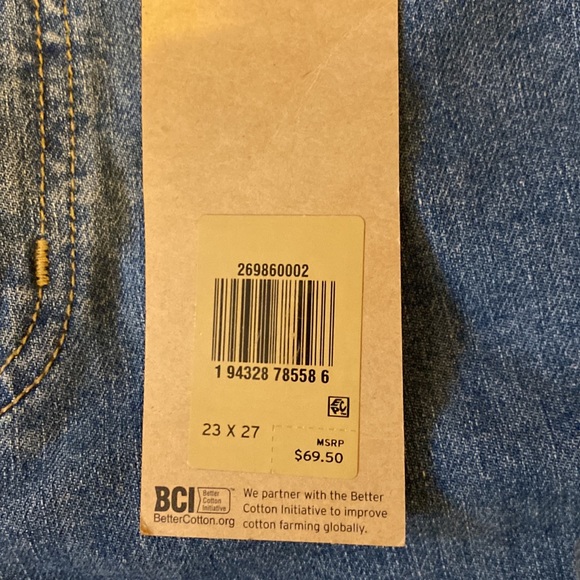 269860002
1 94328 78558 6
23 X 27
MSRP
$69.50
BCI Better Cotton Initiative™
BetterCotton.org
We partner with the Better
Cotton Initiative to improve
cotton farming globally.